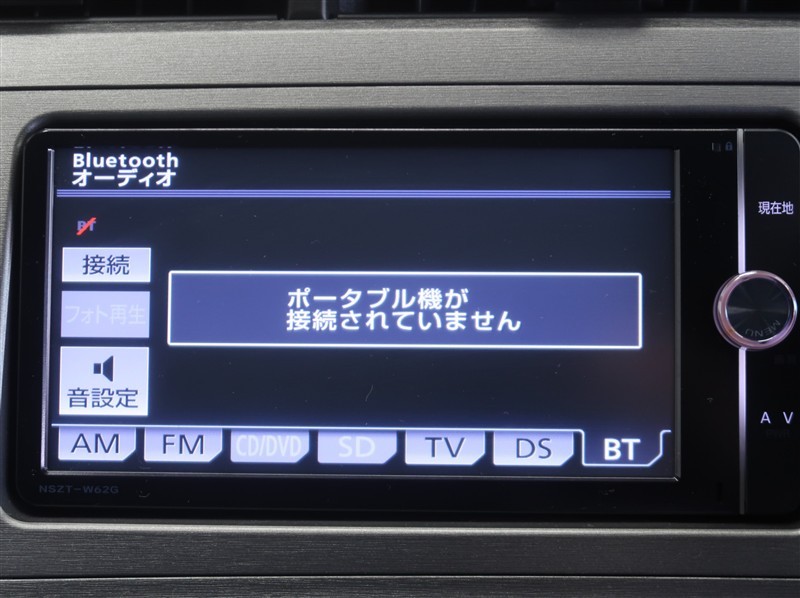 Bluetooth
オーディオ
BT
接続
フォト再生
音設定
ポータブル機が
接続されていません
AM
FM
CD/DVD
SD
TV
DS
BT
NSZT-W62G
現在地
MENU
A V